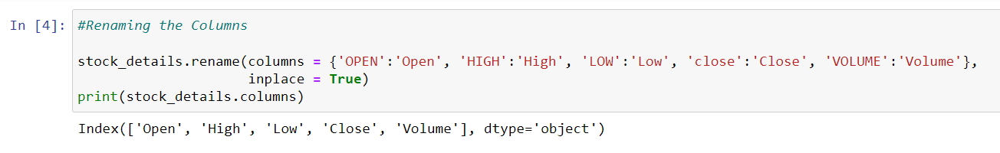 In [4]: #Renaming the Columns
stock_details.rename(columns = {'OPEN':'Open', 'HIGH':'High', 'LOW':'Low', 'close':'Close', 'VOLUME':'Volume'},
inplace = True)
print(stock_details.columns)
Index(['Open', 'High', 'Low', 'Close', 'Volume'], dtype='object')